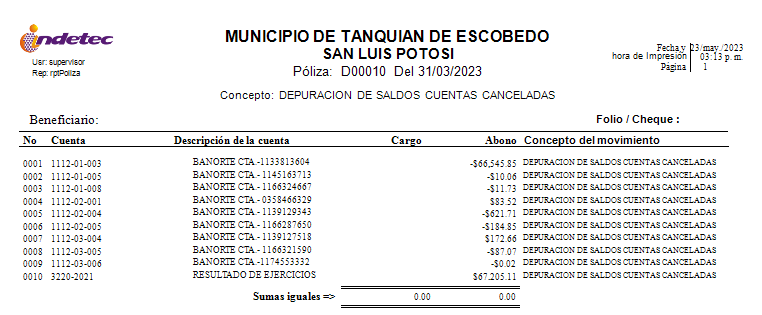 indetec
MUNICIPIO DE TANQUIAN DE ESCOBEDO
SAN LUIS POTOSI
Usr: supervisor
Rep: rptPoliza
Póliza: D00010 Del 31/03/2023
Fecha y 23/may./2023
hora de Impresión 03:13 p. m.
Página 1
Concepto: DEPURACION DE SALDOS CUENTAS CANCELADAS
Beneficiario: Folio / Cheque :
No Cuenta Descripción de la cuenta Cargo Abono Concepto del movimiento
0001 1112-01-003 BANORTE CTA.-1133813604 -$66,545.85 DEPURACION DE SALDOS CUENTAS CANCELADAS
0002 1112-01-005 BANORTE CTA.-1145163713 -$10.06 DEPURACION DE SALDOS CUENTAS CANCELADAS
0003 1112-01-008 BANORTE CTA.-1166324667 -$11.73 DEPURACION DE SALDOS CUENTAS CANCELADAS
0004 1112-02-001 BANORTE CTA.-0358466329 $83.52 DEPURACION DE SALDOS CUENTAS CANCELADAS
0005 1112-02-004 BANORTE CTA.-1139129343 -$621.71 DEPURACION DE SALDOS CUENTAS CANCELADAS
0006 1112-02-005 BANORTE CTA.-1166287650 -$184.85 DEPURACION DE SALDOS CUENTAS CANCELADAS
0007 1112-03-004 BANORTE CTA.-1139127518 $172.66 DEPURACION DE SALDOS CUENTAS CANCELADAS
0008 1112-03-005 BANORTE CTA.-1166321590 -$87.07 DEPURACION DE SALDOS CUENTAS CANCELADAS
0009 1112-03-006 BANORTE CTA.-1174553332 -$0.02 DEPURACION DE SALDOS CUENTAS CANCELADAS
0010 3220-2021 RESULTADO DE EJERCICIOS $67,205.11 DEPURACION DE SALDOS CUENTAS CANCELADAS
Sumas iguales => 0.00 0.00